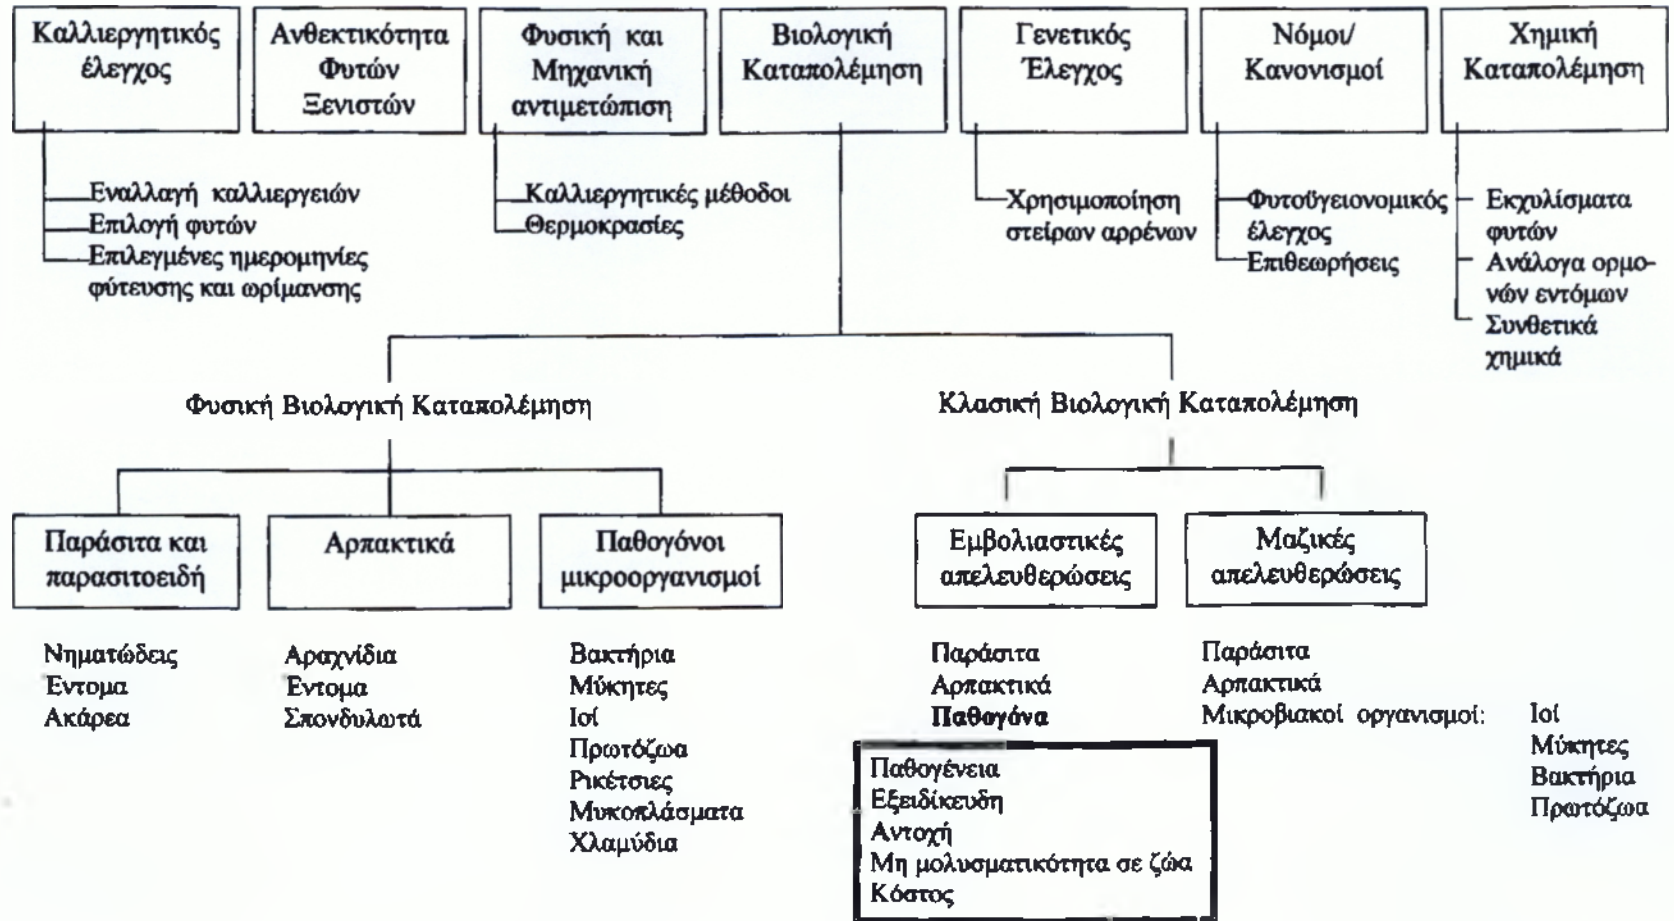 Καλλιεργητικός
έλεγχος
Ανθεκτικότητα
Φυτών
Ξενιστών
Φυσική και
Μηχανική
αντιμετώπιση
Βιολογική
Καταπολέμηση
Γενετικός
Έλεγχος
Νόμοι/
Κανονισμοί
Χημική
Καταπολέμηση
Εναλλαγή καλλιεργειών
Επιλογή φυτών
Επιλεγμένες ημερομηνίες
φύτευσης και ωρίμανσης
Καλλιεργητικές μέθοδοι
Θερμοκρασίες
Χρησιμοποίηση
στείρων αρρένων
Φυτοϋγειονομικός
έλεγχος
Επιθεωρήσεις
Εκχυλίσματα
φυτών
Ανάλογα ορμο-
νών εντόμων
Συνθετικά
χημικά
Φυσική Βιολογική Καταπολέμηση
Κλασική Βιολογική Καταπολέμηση
Παράσιτα και
παρασιτοειδή
Αρπακτικά
Παθογόνοι
μικροοργανισμοί
Εμβολιαστικές
απελευθερώσεις
Μαζικές
απελευθερώσεις
Νηματώδεις
Έντομα
Ακάρεα
Αραχνίδια
Έντομα
Σπονδυλωτά
Βακτήρια
Μύκητες
Ιοί
Πρωτόζωα
Ρικέτσιες
Μυκοπλάσματα
Χλαμύδια
Παράσιτα
Αρπακτικά
Παθογόνα
Παράσιτα
Αρπακτικά
Μικροβιακοί οργανισμοί:
Ιοί
Μύκητες
Βακτήρια
Πρωτόζωα
Παθογένεια
Εξειδίκευδη
Αντοχή
Μη μολυσματικότητα σε ζώα
Κόστος